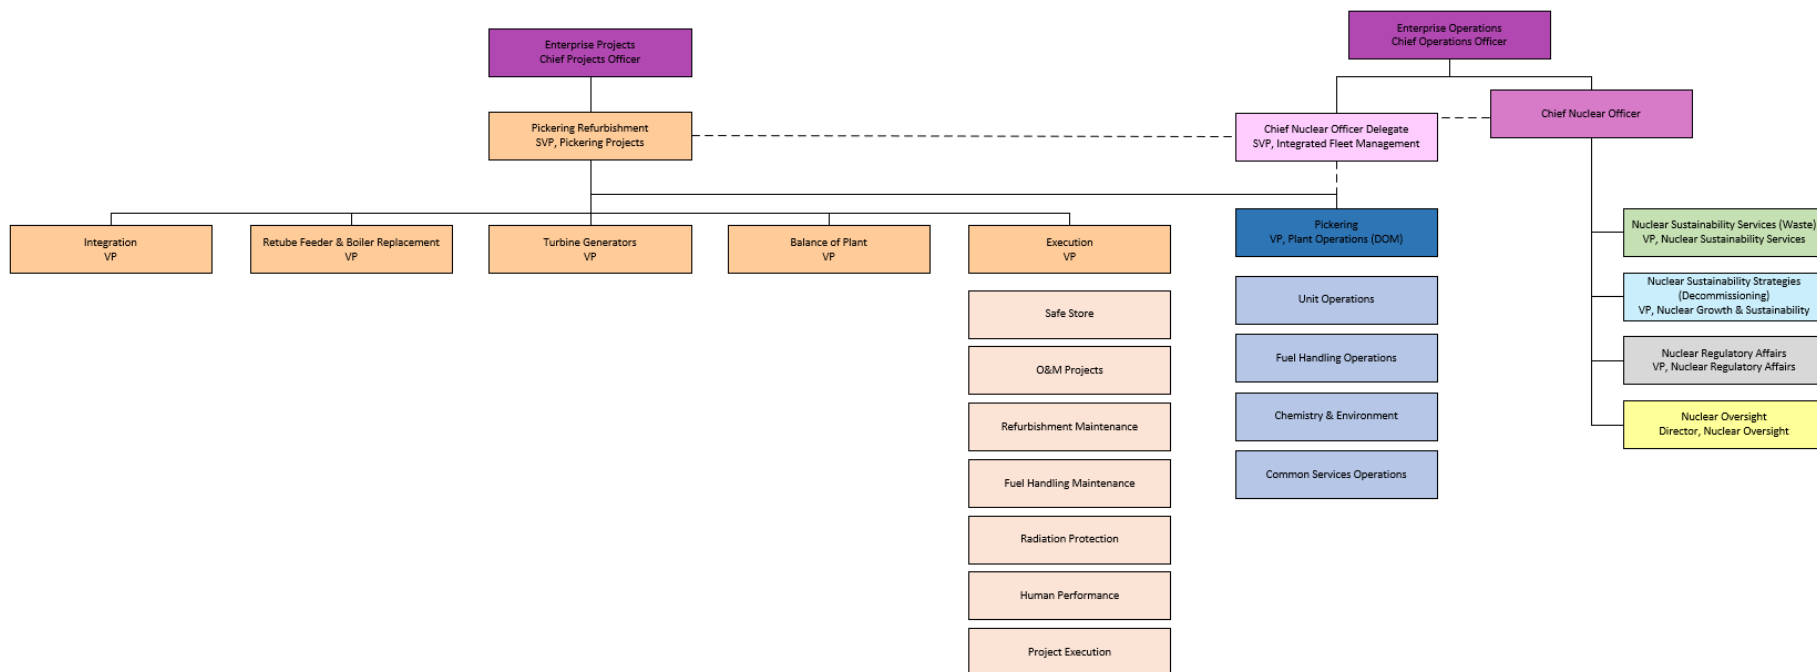 Enterprise Projects
Chief Projects Officer
Enterprise Operations
Chief Operations Officer
Pickering Refurbishment
SVP, Pickering Projects
Chief Nuclear Officer Delegate
SVP, Integrated Fleet Management
Chief Nuclear Officer
Integration
VP
Retube Feeder & Boiler Replacement
VP
Turbine Generators
VP
Balance of Plant
VP
Execution
VP
Safe Store
O&M Projects
Refurbishment Maintenance
Fuel Handling Maintenance
Radiation Protection
Human Performance
Project Execution
Pickering
VP, Plant Operations (DOM)
Unit Operations
Fuel Handling Operations
Chemistry & Environment
Common Services Operations
Nuclear Sustainability Services (Waste)
VP, Nuclear Sustainability Services
Nuclear Sustainability Strategies
(Decommissioning)
VP, Nuclear Growth & Sustainability
Nuclear Regulatory Affairs
VP, Nuclear Regulatory Affairs
Nuclear Oversight
Director, Nuclear Oversight